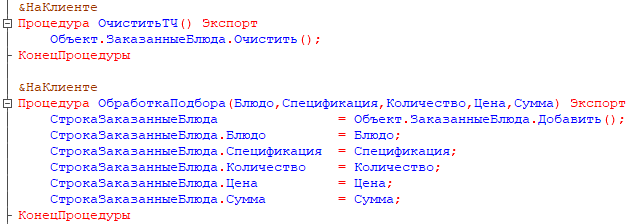 &НаКлиенте
Процедура ОчиститьТЧ() Экспорт
Объект.ЗаказанныеБлюда.Очистить();
КонецПроцедуры
&НаКлиенте
Процедура ОбработкаПодбора(Блюдо,Спецификация,Количество,Цена,Сумма) Экспорт
СтрокаЗаказанныеБлюда = Объект.ЗаказанныеБлюда.Добавить();
СтрокаЗаказанныеБлюда.Блюдо = Блюдо;
СтрокаЗаказанныеБлюда.Спецификация = Спецификация;
СтрокаЗаказанныеБлюда.Количество = Количество;
СтрокаЗаказанныеБлюда.Цена = Цена;
СтрокаЗаказанныеБлюда.Сумма = Сумма;
КонецПроцедуры